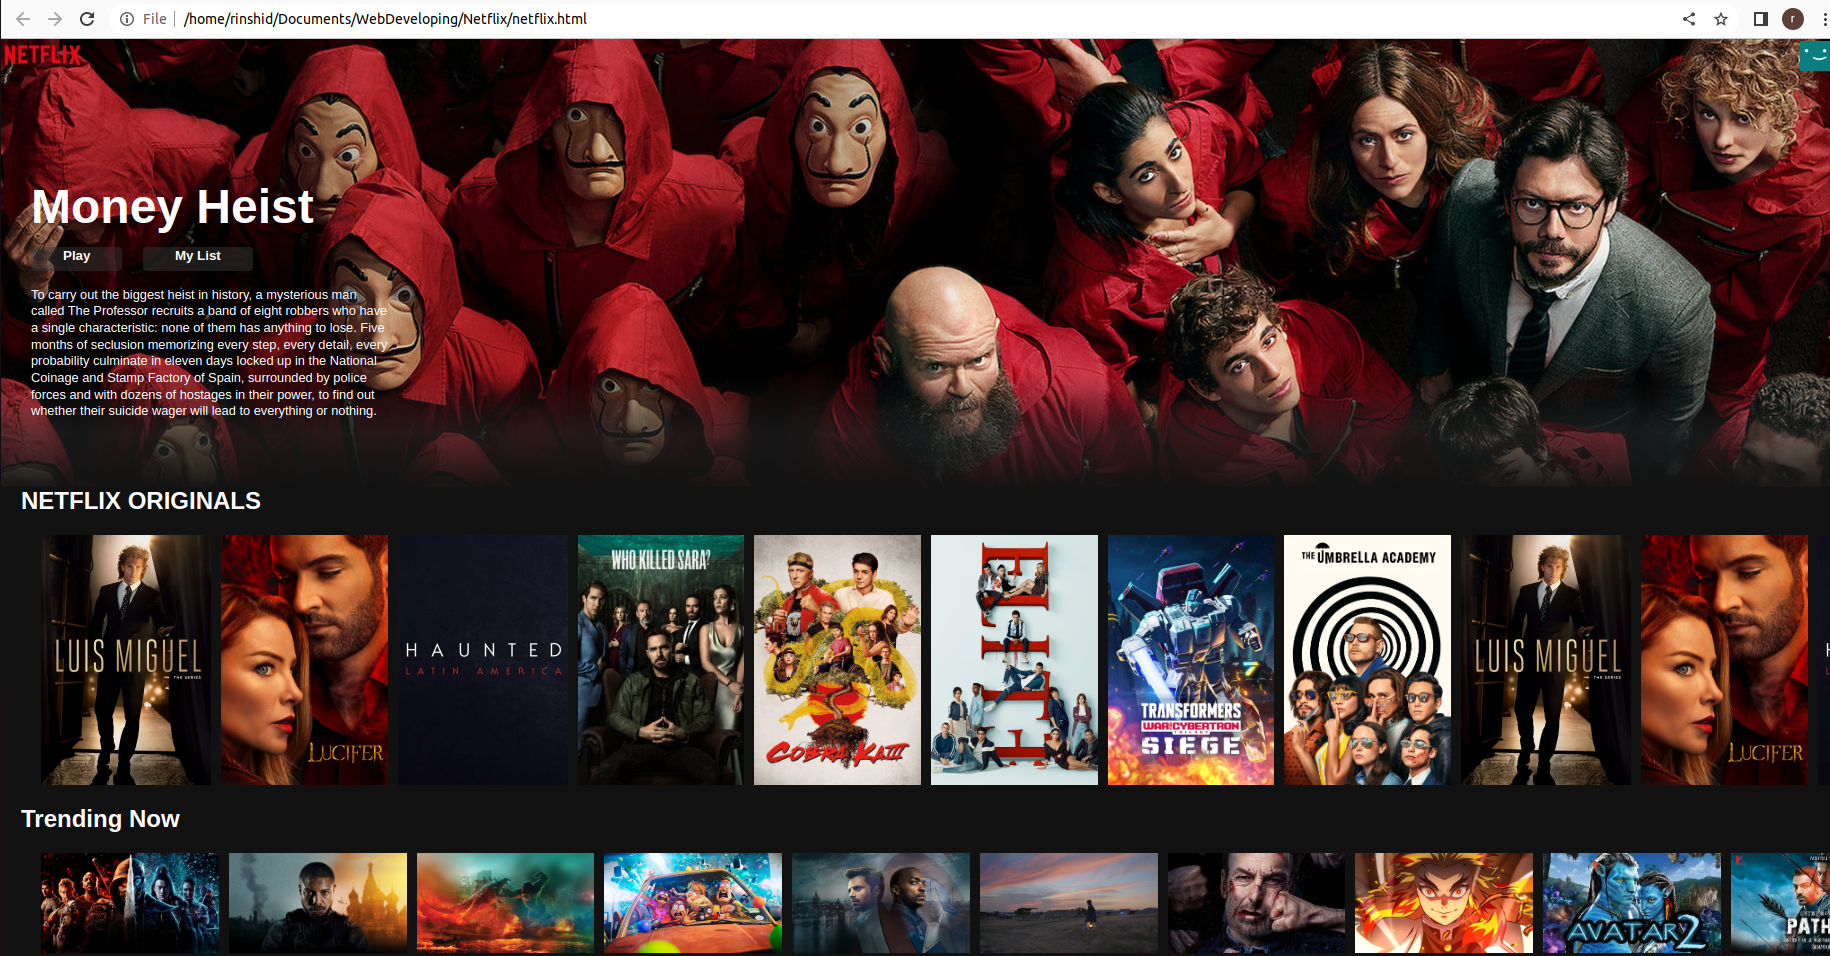 File
/home/rinshid/Documents/WebDeveloping/Netflix/netflix.html
r
NETFLIX
Money Heist
Play
My List
To carry out the biggest heist in history, a mysterious man
called The Professor recruits a band of eight robbers who have
a single characteristic: none of them has anything to lose. Five
months of seclusion memorizing every step, every detail, every
probability culminate in eleven days locked up in the National
Coinage and Stamp Factory of Spain, surrounded by police
forces and with dozens of hostages in their power, to find out
whether their suicide wager will lead to everything or nothing.
NETFLIX ORIGINALS
LUIS MIGUEL
THE SERIES
LUCIFER
HAUNTED
LATIN AMERICA
WHO KILLED SARA?
COBRA KAI III
ELITE
TRANSFORMERS
WAR FOR CYBERTRON
TRILOGY
SIEGE
THE UMBRELLA ACADEMY
LUIS MIGUEL
THE SERIES
LUCIFER
H
L
Trending Now
AVATAR 2
PATH